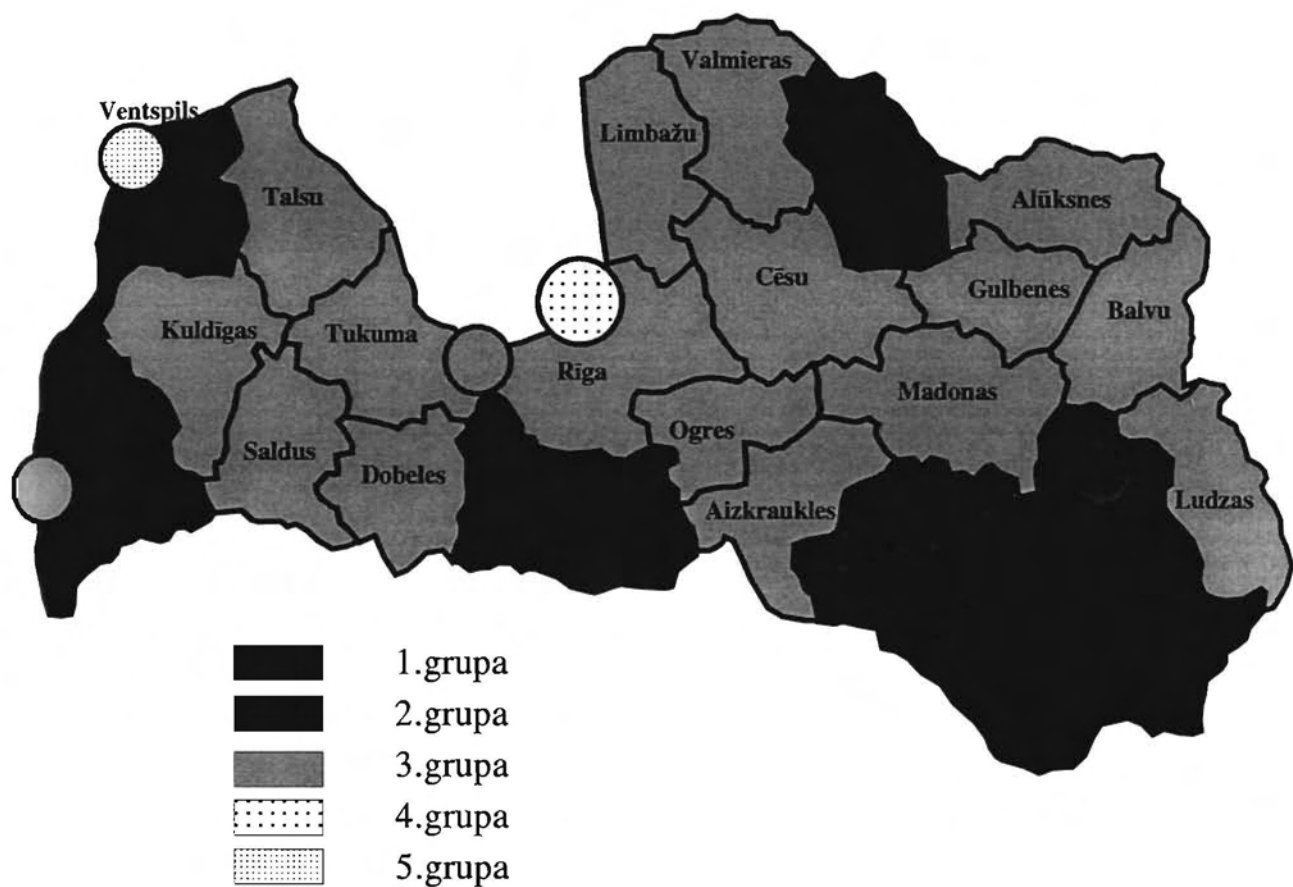 Valmieras
Ventspils
Limbažu
Talsu
Alūksnes
Cēsu
Gulbenes
Balvu
Kuldīgas
Tukuma
Rīga
Madonas
Ogres
Saldus
Dobeles
Ludzas
Aizkraukles
1.grupa
2.grupa
3.grupa
4.grupa
5.grupa